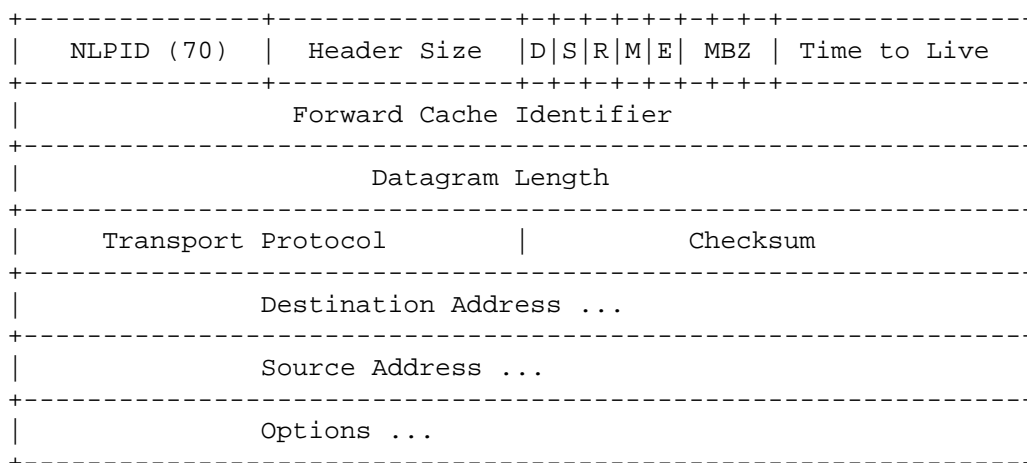 | NLPID (70) | Header Size |D|S|R|M|E| MBZ | Time to Live
| Forward Cache Identifier
| Datagram Length
| Transport Protocol | Checksum
| Destination Address ...
| Source Address ...
| Options ...